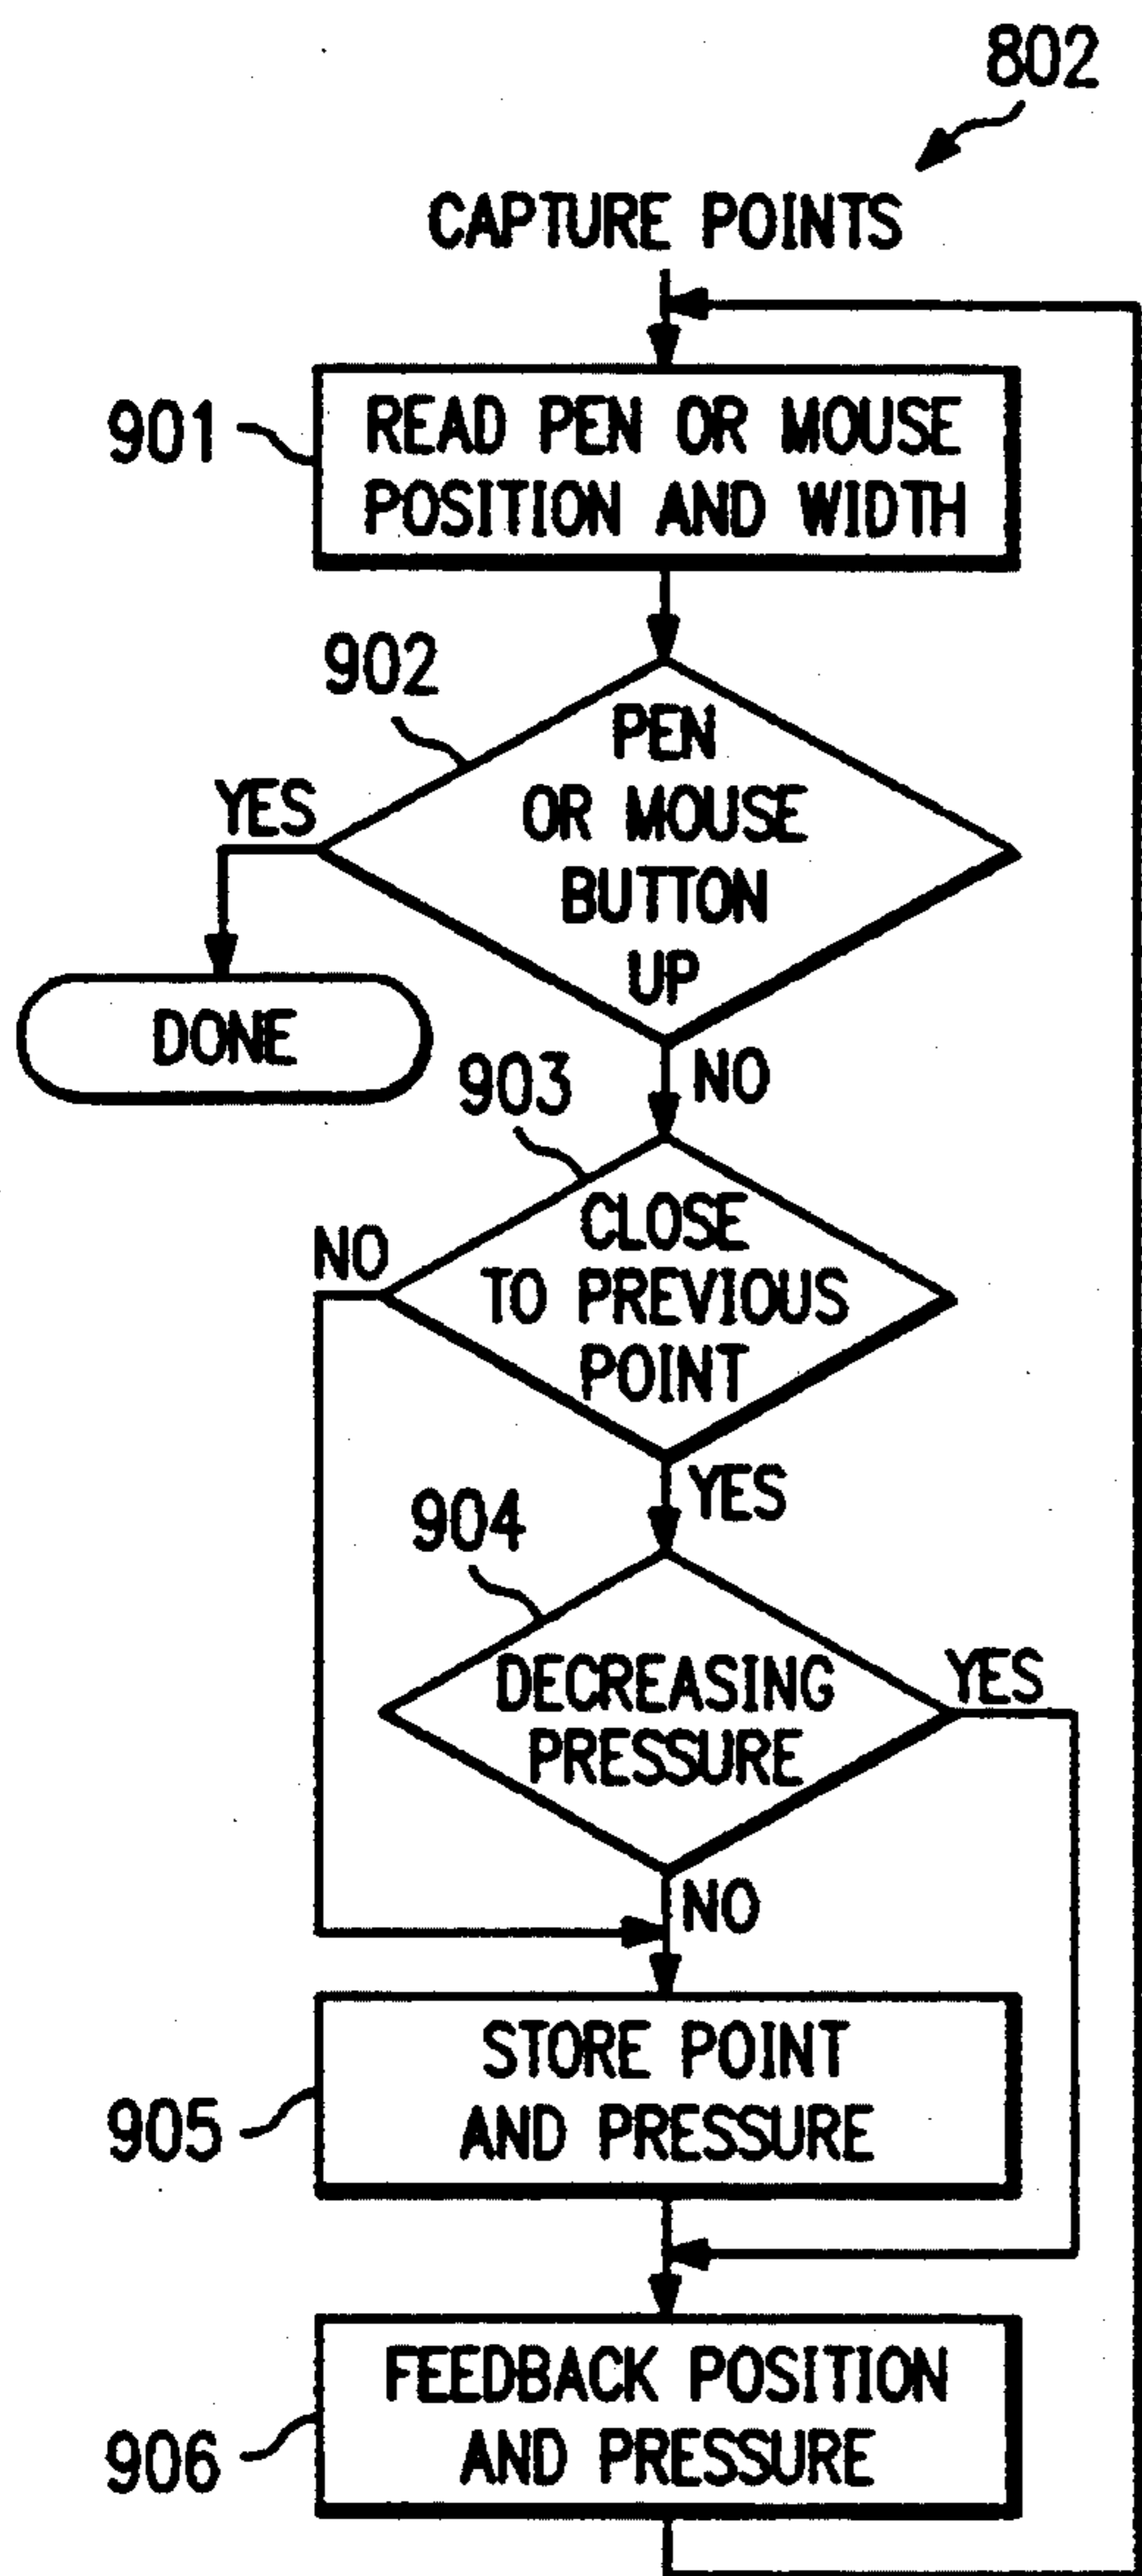 802
CAPTURE POINTS
901
READ PEN OR MOUSE
POSITION AND WIDTH
902
PEN
OR MOUSE
BUTTON
UP
YES
DONE
NO
903
CLOSE
TO PREVIOUS
POINT
NO
YES
904
DECREASING
PRESSURE
YES
NO
905
STORE POINT
AND PRESSURE
906
FEEDBACK POSITION
AND PRESSURE